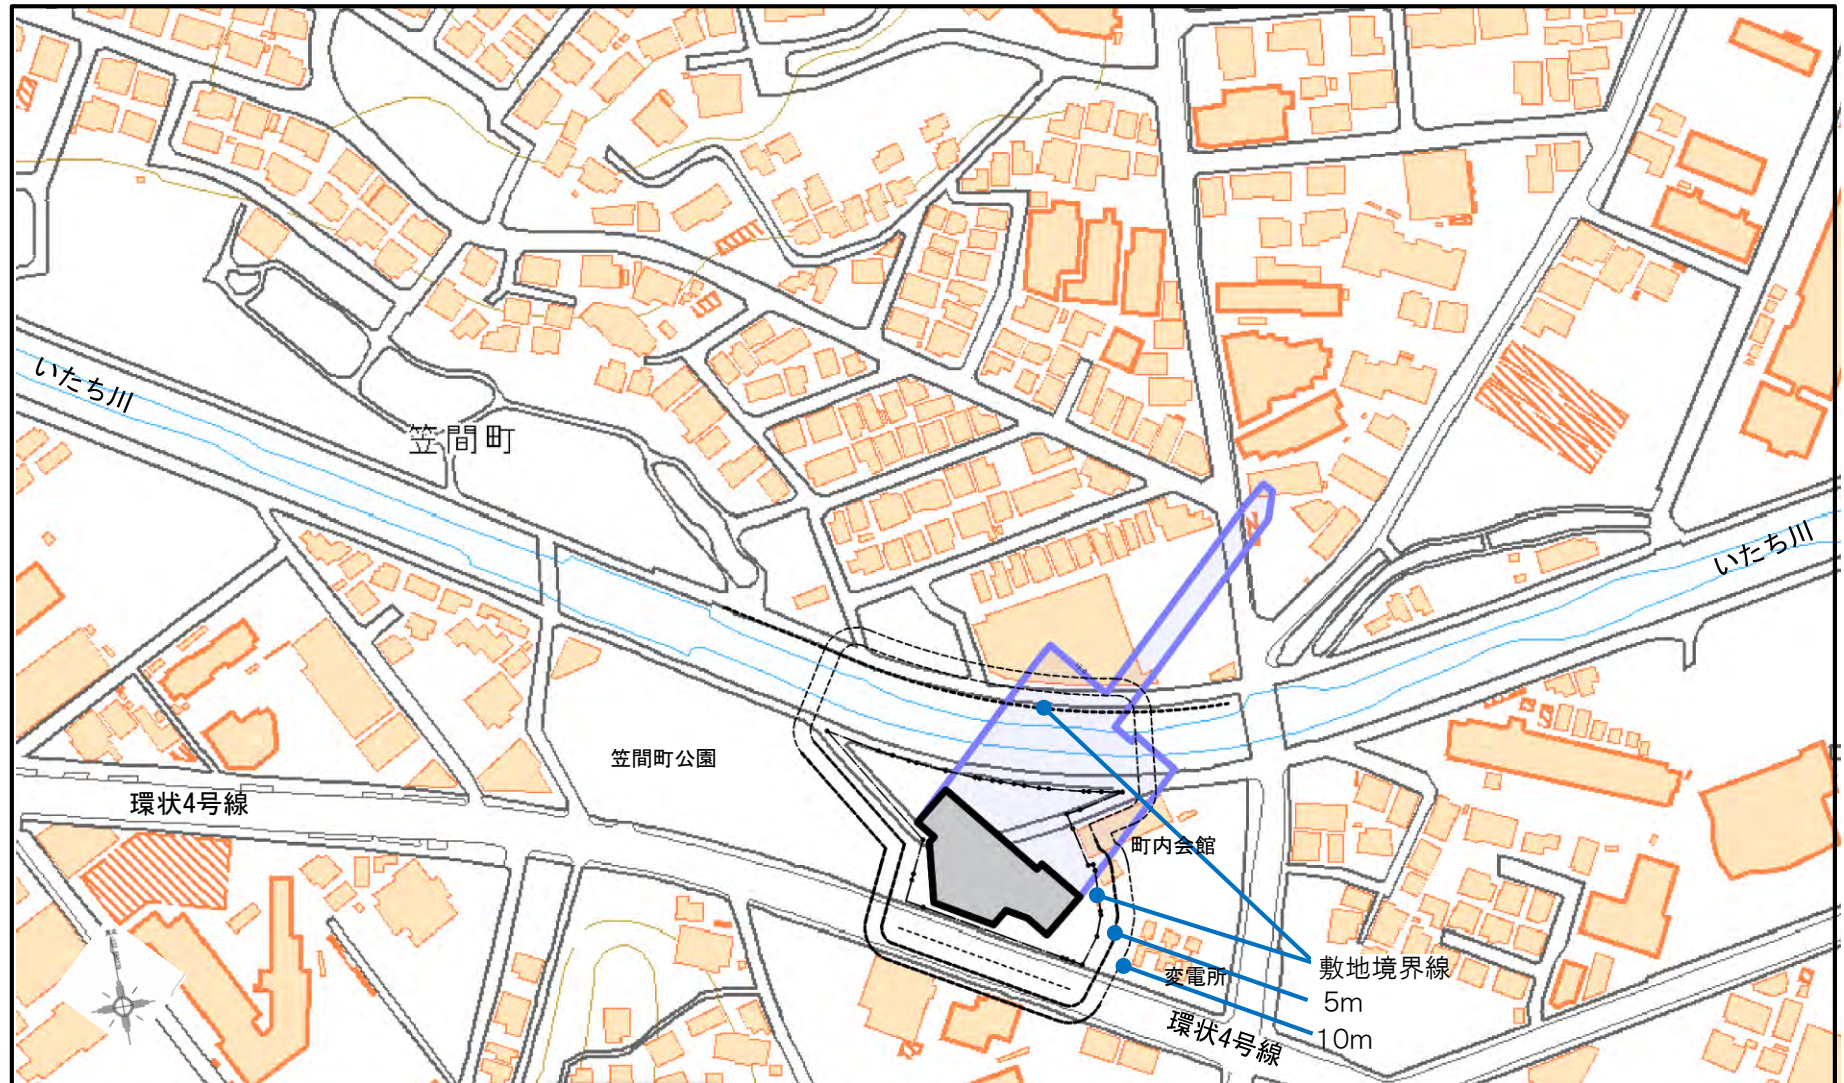 いたち川
笠間町
いたち川
笠間町公園
環状4号線
町内会館
敷地境界線
変電所
5m
環状4号線
10m